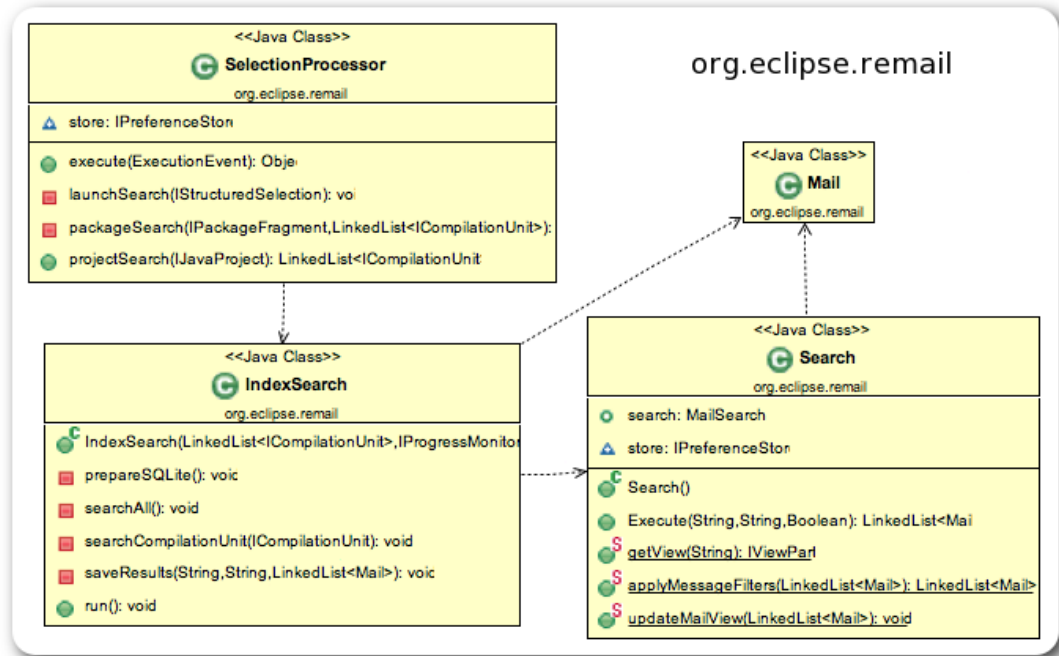 <<Java Class>>
SelectionProcessor
org.eclipse.remail
store: IPreferenceStore
execute(ExecutionEvent): Obje
launchSearch(IStructuredSelection): voi
packageSearch(IPackageFragment,LinkedList<ICompilationUnit>):
projectSearch(IJavaProject): LinkedList<ICompilationUnit
org.eclipse.remail
<<Java Class>>
Mail
org.eclipse.remail
<<Java Class>>
IndexSearch
org.eclipse.remail
IndexSearch(LinkedList<ICompilationUnit>,IProgressMonitor
prepareSQLite(): voic
searchAll(): void
searchCompilationUnit(ICompilationUnit): void
saveResults(String,String,LinkedList<Mail>): voic
run(): void
<<Java Class>>
Search
org.eclipse.remail
search: MailSearch
store: IPreferenceStore
Search()
Execute(String,String,Boolean): LinkedList<Mai
getView(String): IViewPart
applyMessageFilters(LinkedList<Mail>): LinkedList<Mail>
updateMailView(LinkedList<Mail>): void